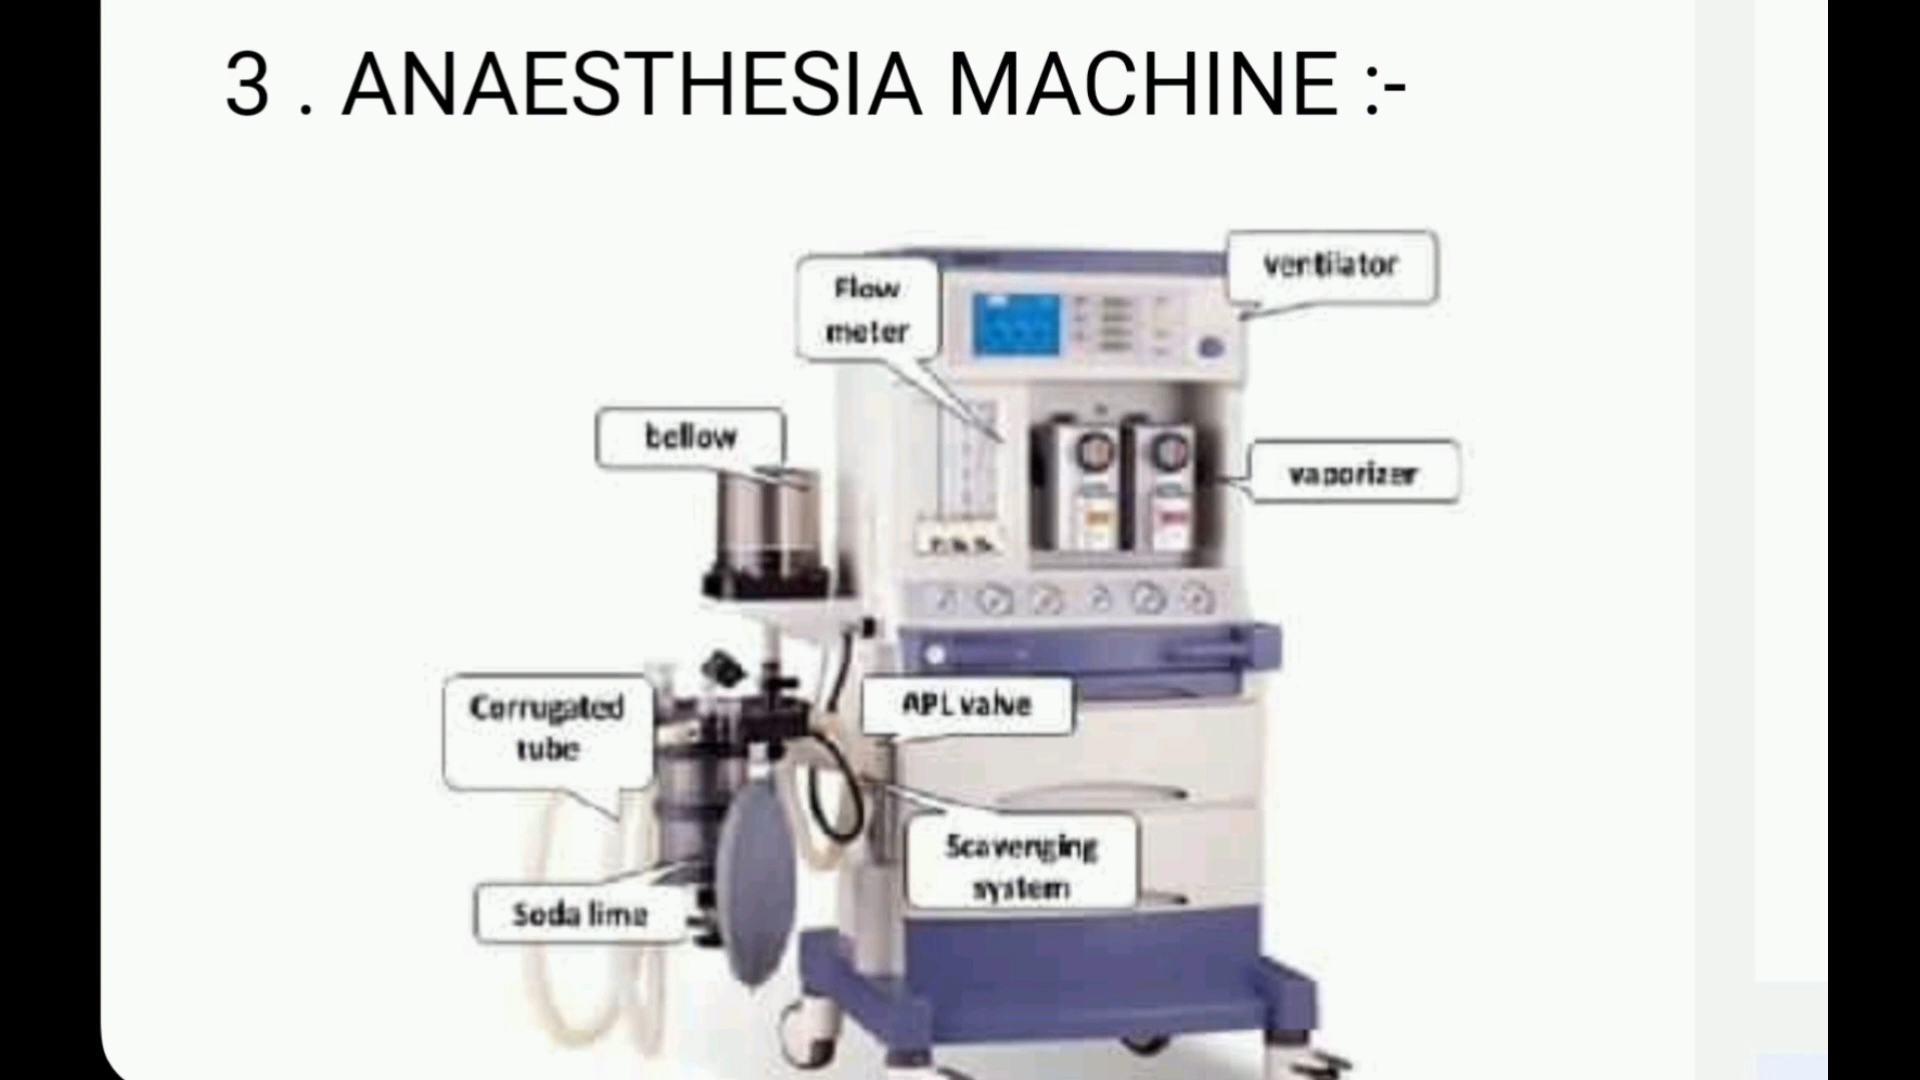 3 . ANAESTHESIA MACHINE :-
ventilator
Flow
meter
bellow
vaporizer
Corrugated
tube
APL valve
Scavenging
system
Soda lime